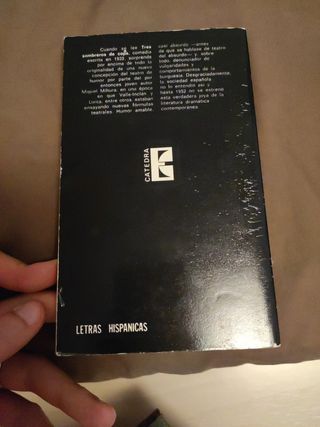 Cuando se lee Tres
sombreros de copa, comedia
escrita en 1932, sorprende
por encima de todo la
originalidad de una nueva
concepción del teatro de
humor por parte del por
entonces joven autor
Miguel Mihura, en una época
en que Valle-Inclán y
Lorca, entre otros, estaban
ensayando nuevas fórmulas
teatrales. Humor amable,
casi absurdo —antes
de que se hablase de teatro
del absurdo— y, ante
todo, denunciador de
vulgaridades y
comportamientos de la
burguesía. Desgraciadamente,
la sociedad española
no lo entendió así y
hasta 1952 no se estrenó
esta verdadera joya de la
literatura dramática
contemporánea.
CATEDRA
LETRAS HISPANICAS